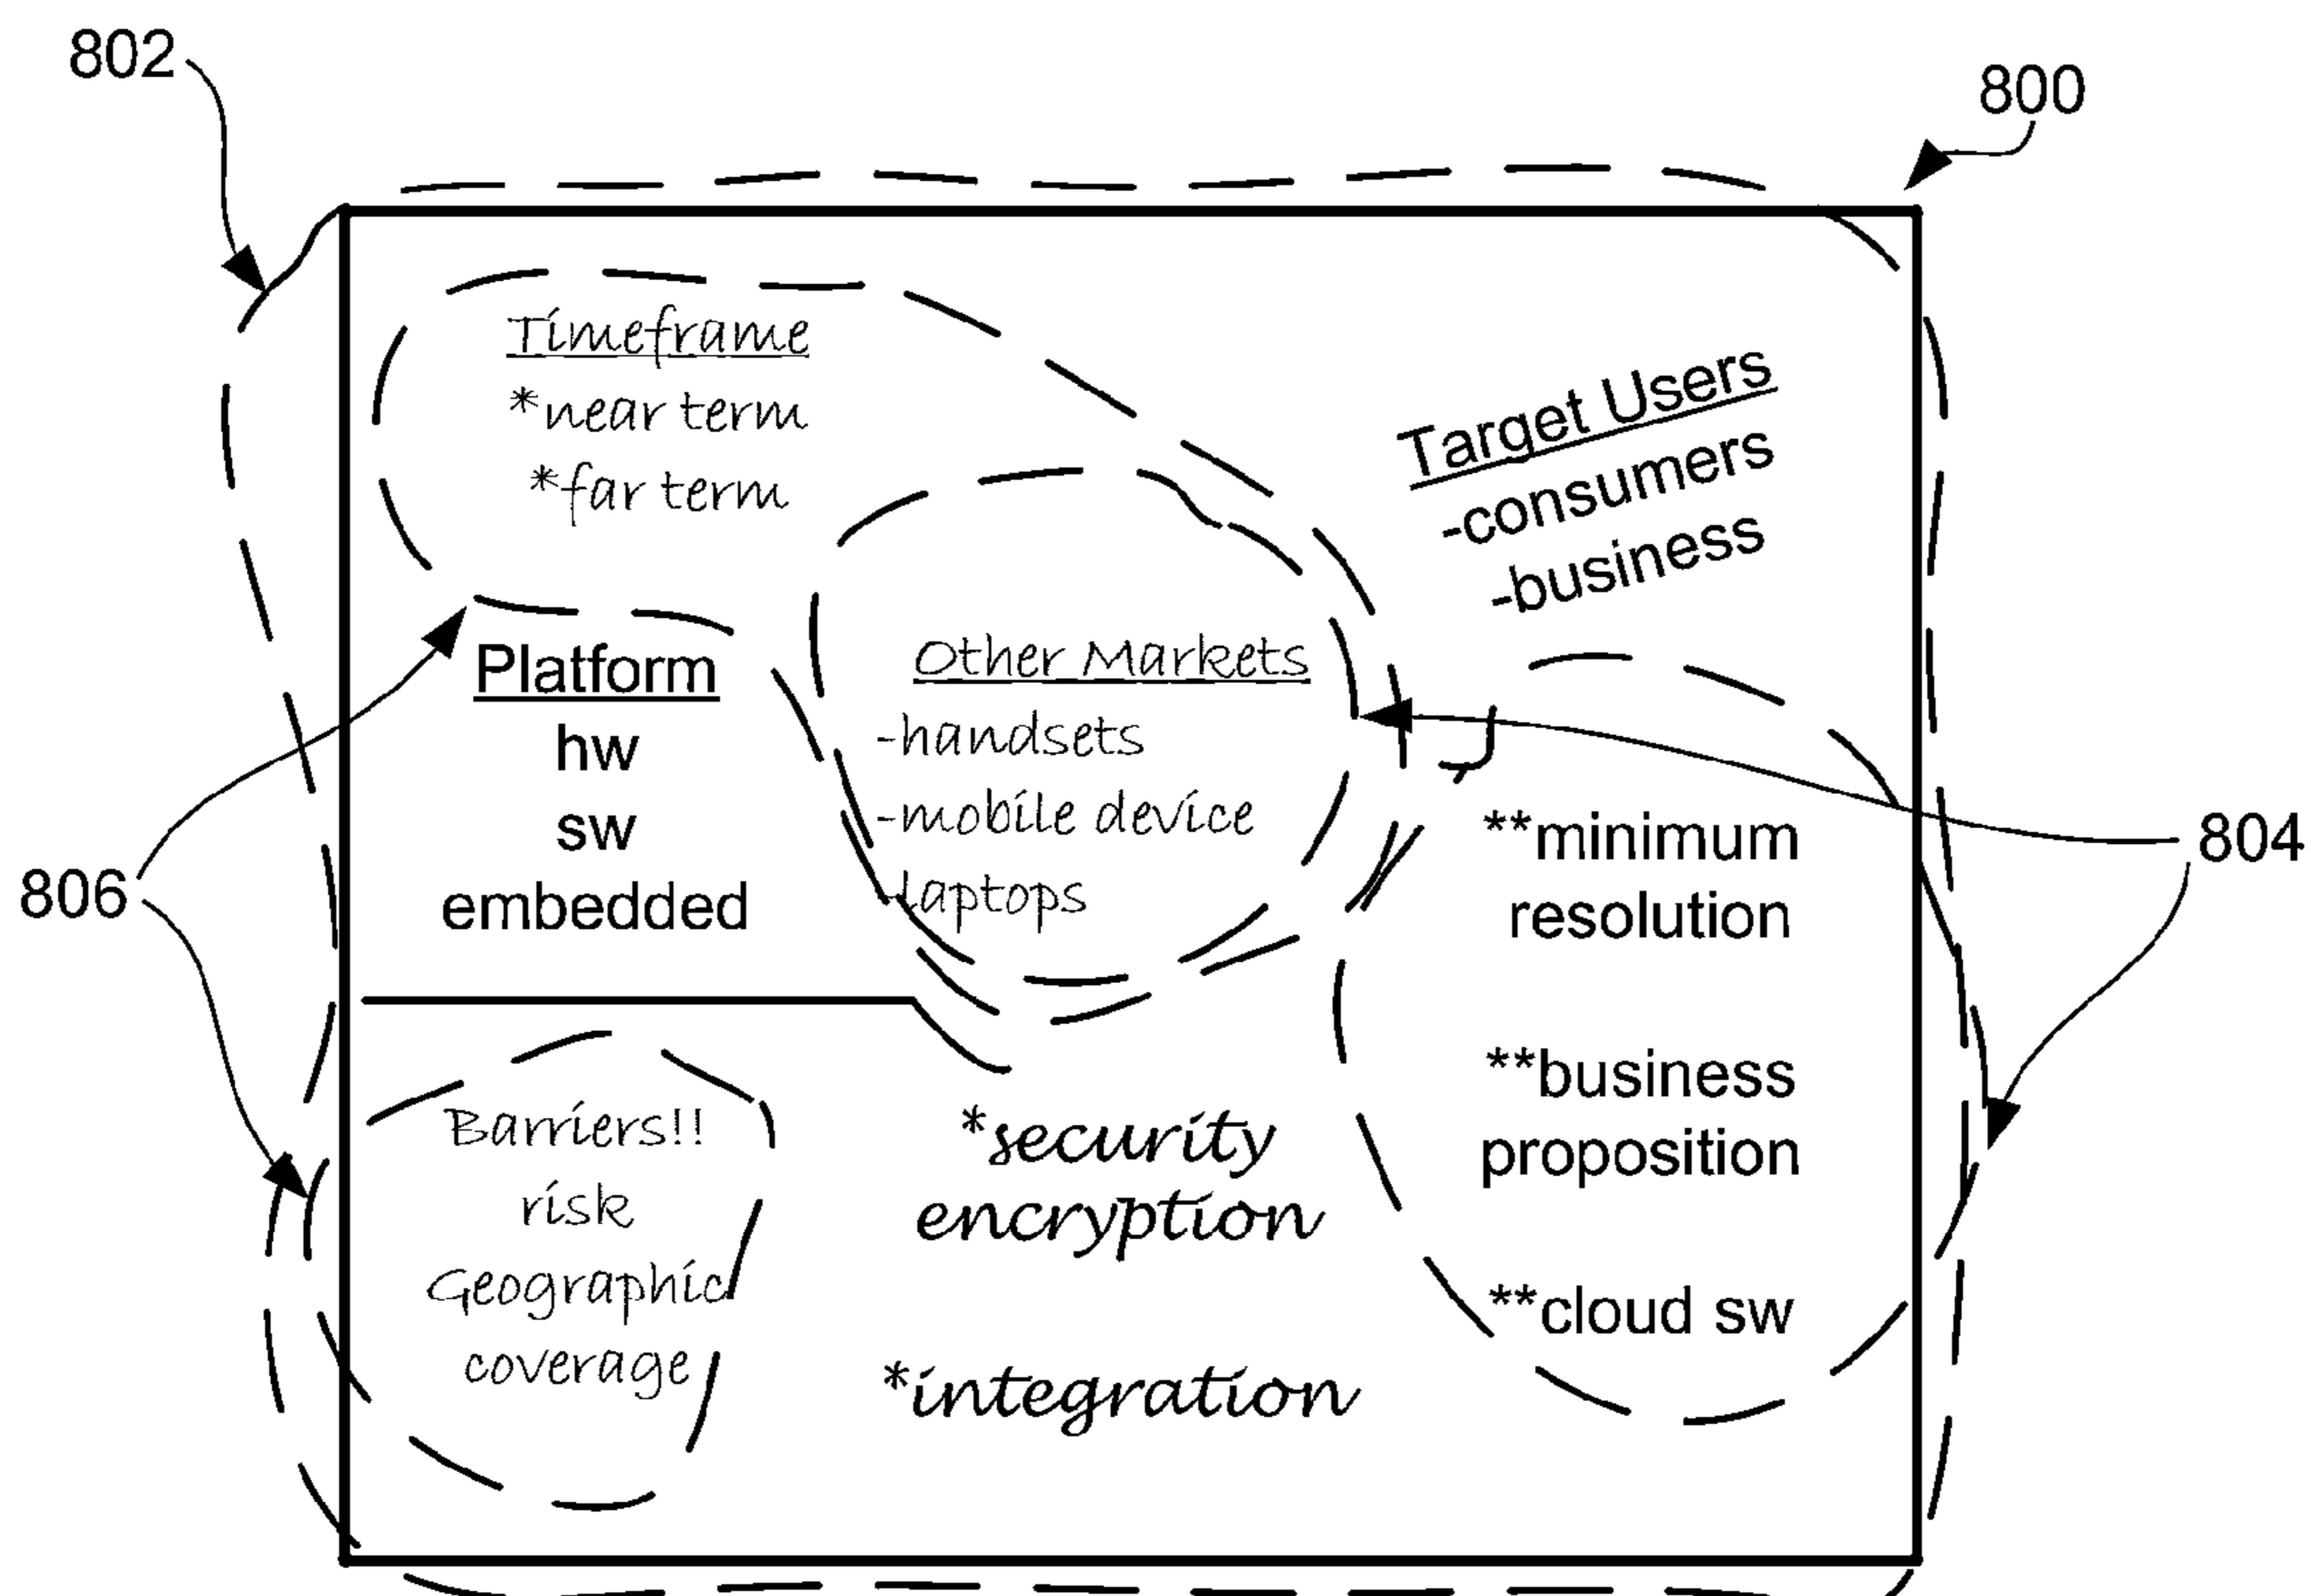 802
800
Timeframe
*near term
*far term
Target Users
-consumers
-business
Platform
hw
sw
embedded
Other Markets
-handsets
-mobile device
-laptops
**minimum
resolution
**business
proposition
**cloud sw
804
806
Barriers!!
risk
Geographic
coverage
*security
encryption
*integration